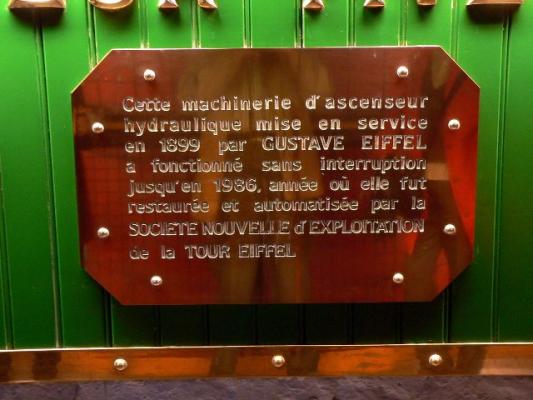 Cette machinerie d'ascenseur
hydraulique mise en service
en 1899 par GUSTAVE EIFFEL
a fonctionné sans interruption
jusqu'en 1986, année où elle fut
restaurée et automatisée par la
SOCIETE NOUVELLE d'EXPLOITATION
de la TOUR EIFFEL